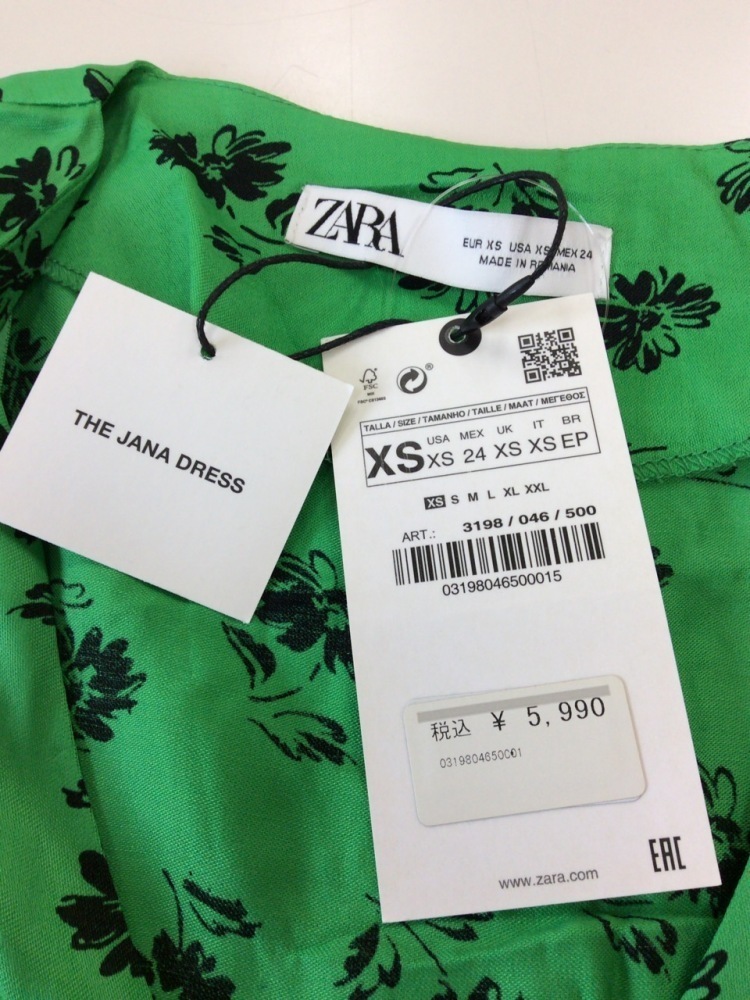 ZARA
EUR XS USA XS MEX 24
MADE IN ROMANIA
THE JANA DRESS
FSC
MIX
®
TALLA / SIZE / TAMANHO / TAILLE / MAAT / ΜΕΓΕΘΟΣ
XS
USA MEX UK IT BR
XS 24 XS XS EP
XS S M L XL XXL
ART.: 3198 / 046 / 500
03198046500015
税込 ¥ 5,990
EAC
www.zara.com